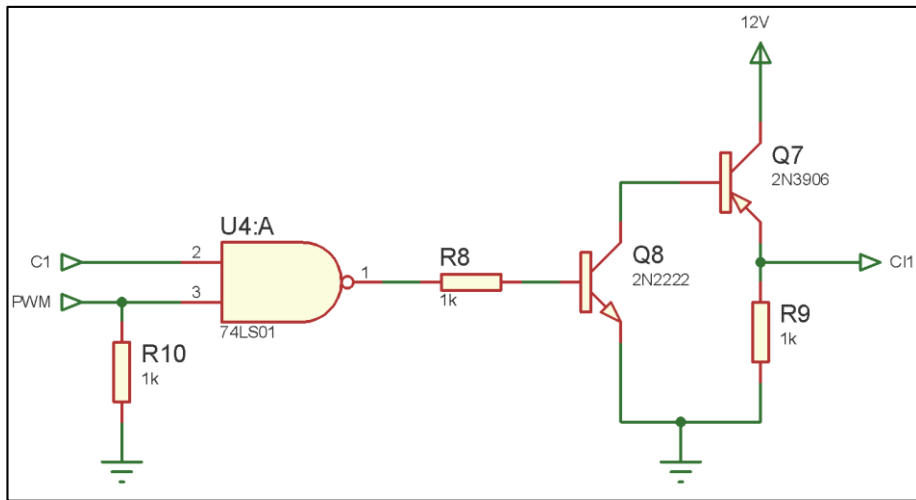 12V
Q7
2N3906
U4:A
C1
2
1
R8
1k
Q8
2N2222
CI1
PWM
3
74LS01
R9
1k
R10
1k